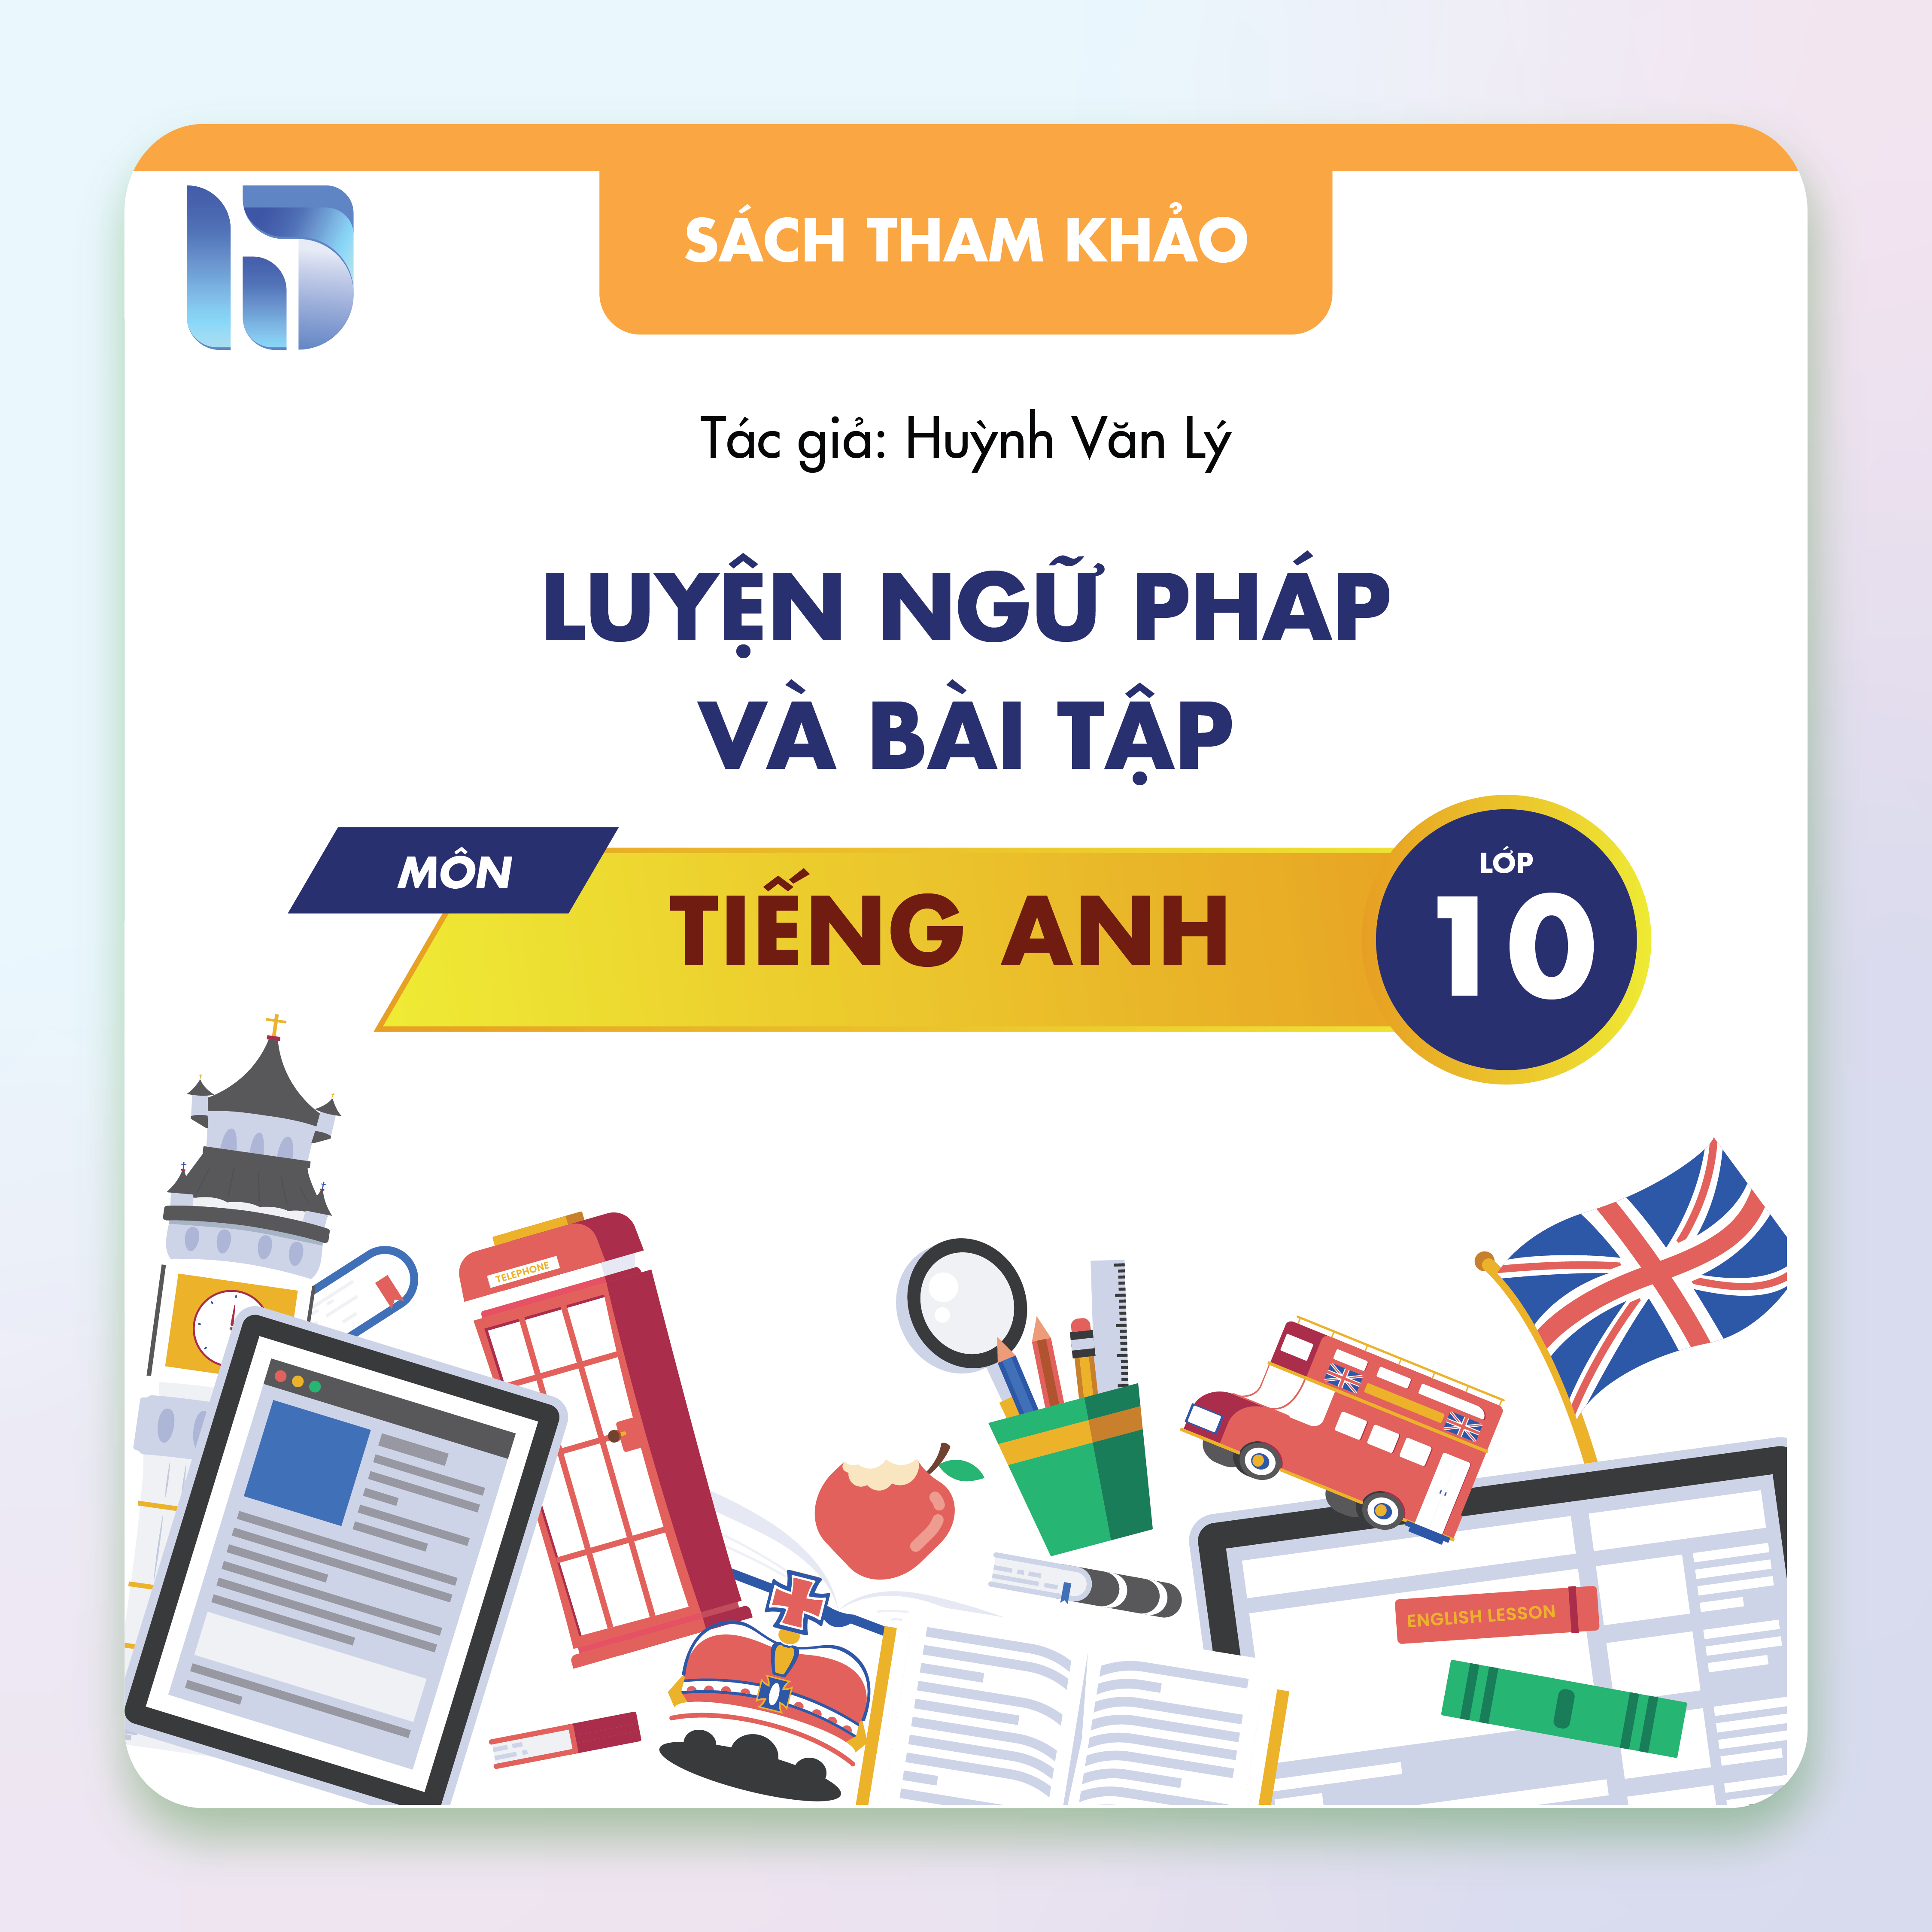 SÁCH THAM KHẢO
Tác giả: Huỳnh Văn Lý
LUYỆN NGỮ PHÁP
VÀ BÀI TẬP
MÔN
TIẾNG ANH
LỚP
10
TELEPHONE
ENGLISH LESSON